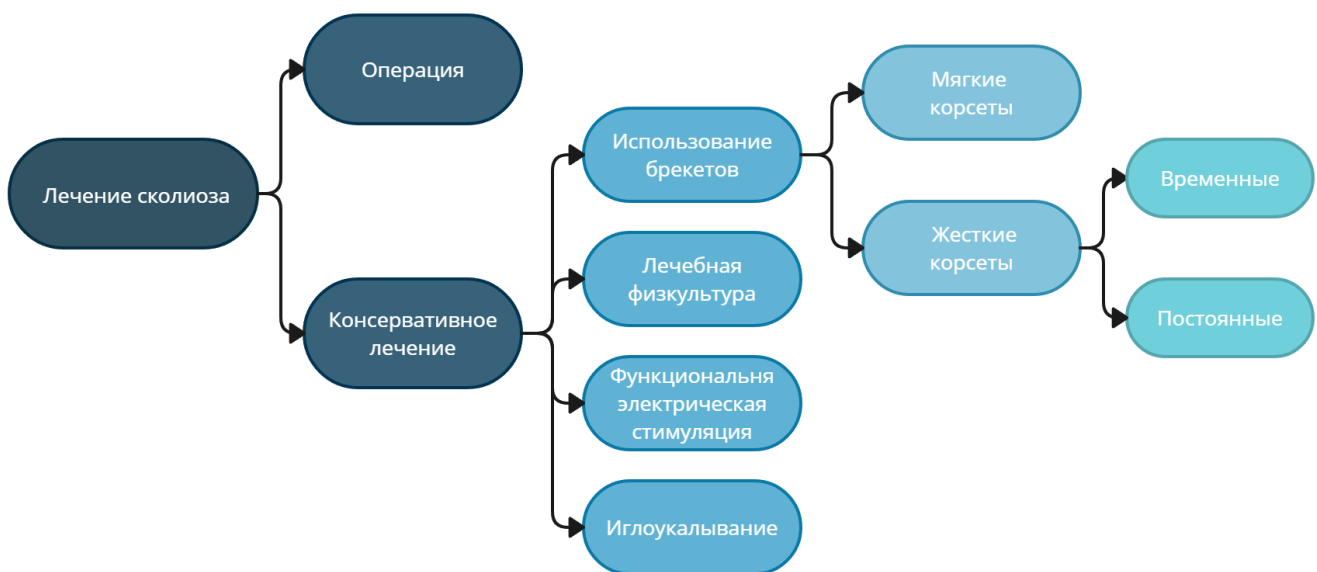 Лечение сколиоза
Операция
Консервативное
лечение
Использование
брекетов
Лечебная
физкультура
Функциональня
электрическая
стимуляция
Иглоукалывание
Мягкие
корсеты
Жесткие
корсеты
Временные
Постоянные